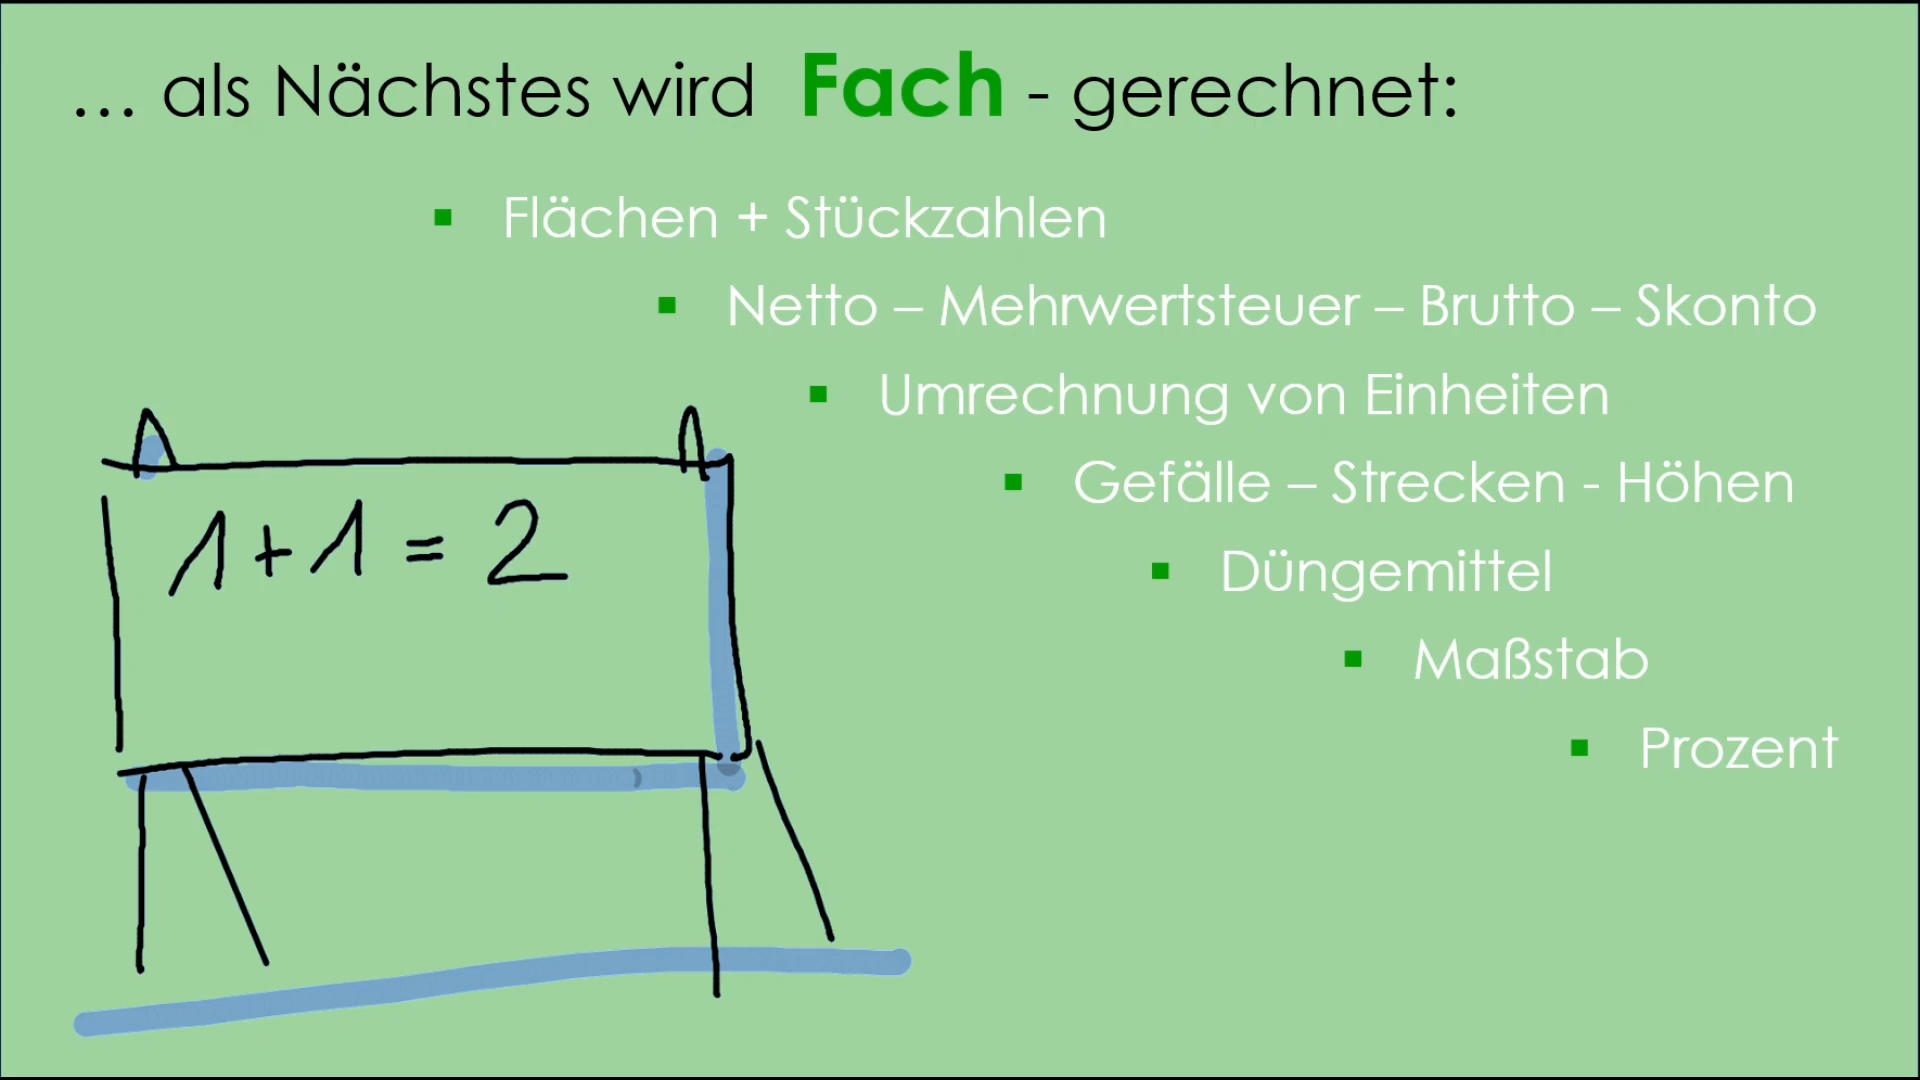 … als Nächstes wird Fach - gerechnet:
▪ Flächen + Stückzahlen
▪ Netto – Mehrwertsteuer – Brutto – Skonto
▪ Umrechnung von Einheiten
▪ Gefälle – Strecken - Höhen
▪ Düngemittel
▪ Maßstab
▪ Prozent
1 + 1 = 2